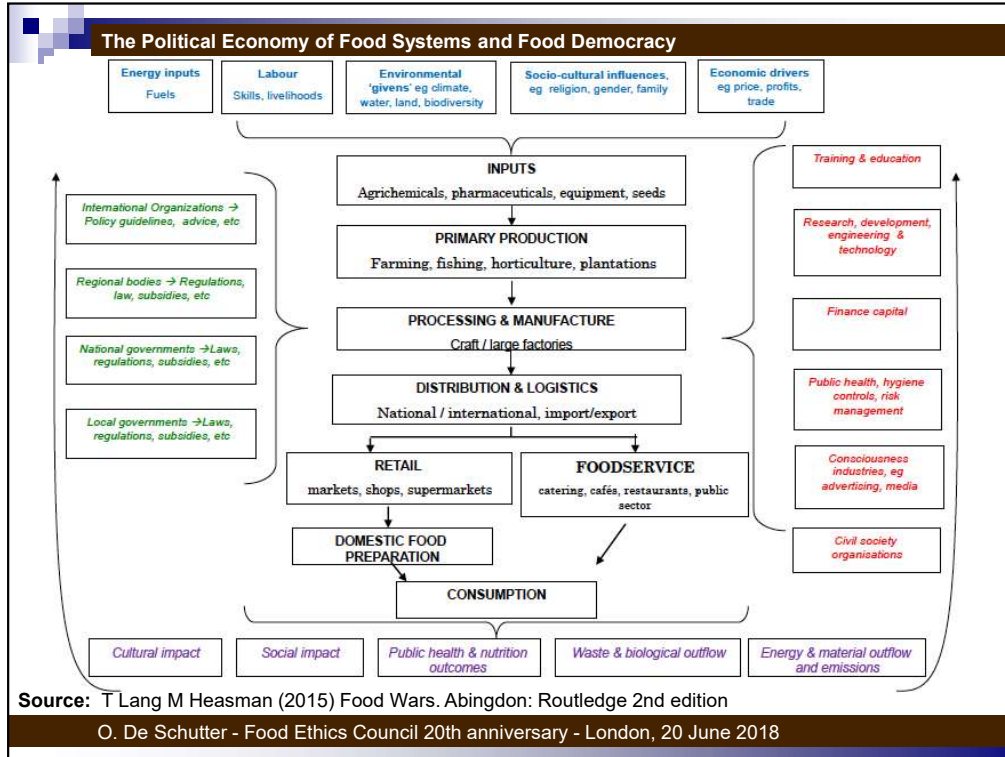 The Political Economy of Food Systems and Food Democracy
Energy inputs
Fuels
Labour
Skills, livelihoods
Environmental
'givens' eg climate,
water, land, biodiversity
Socio-cultural influences,
eg religion, gender, family
Economic drivers
eg price, profits,
trade
INPUTS
Agrichemicals, pharmaceuticals, equipment, seeds
PRIMARY PRODUCTION
Farming, fishing, horticulture, plantations
PROCESSING & MANUFACTURE
Craft / large factories
DISTRIBUTION & LOGISTICS
National / international, import/export
RETAIL
markets, shops, supermarkets
FOODSERVICE
catering, cafés, restaurants, public
sector
DOMESTIC FOOD
PREPARATION
CONSUMPTION
International Organizations →
Policy guidelines, advice, etc
Regional bodies → Regulations,
law, subsidies, etc
National governments →Laws,
regulations, subsidies, etc
Local governments →Laws,
regulations, subsidies, etc
Training & education
Research, development,
engineering &
technology
Finance capital
Public health, hygiene
controls, risk
management
Consciousness
industries, eg
advertising, media
Civil society
organisations
Cultural impact
Social impact
Public health & nutrition
outcomes
Waste & biological outflow
Energy & material outflow
and emissions
Source: T Lang M Heasman (2015) Food Wars. Abingdon: Routledge 2nd edition
O. De Schutter - Food Ethics Council 20th anniversary - London, 20 June 2018